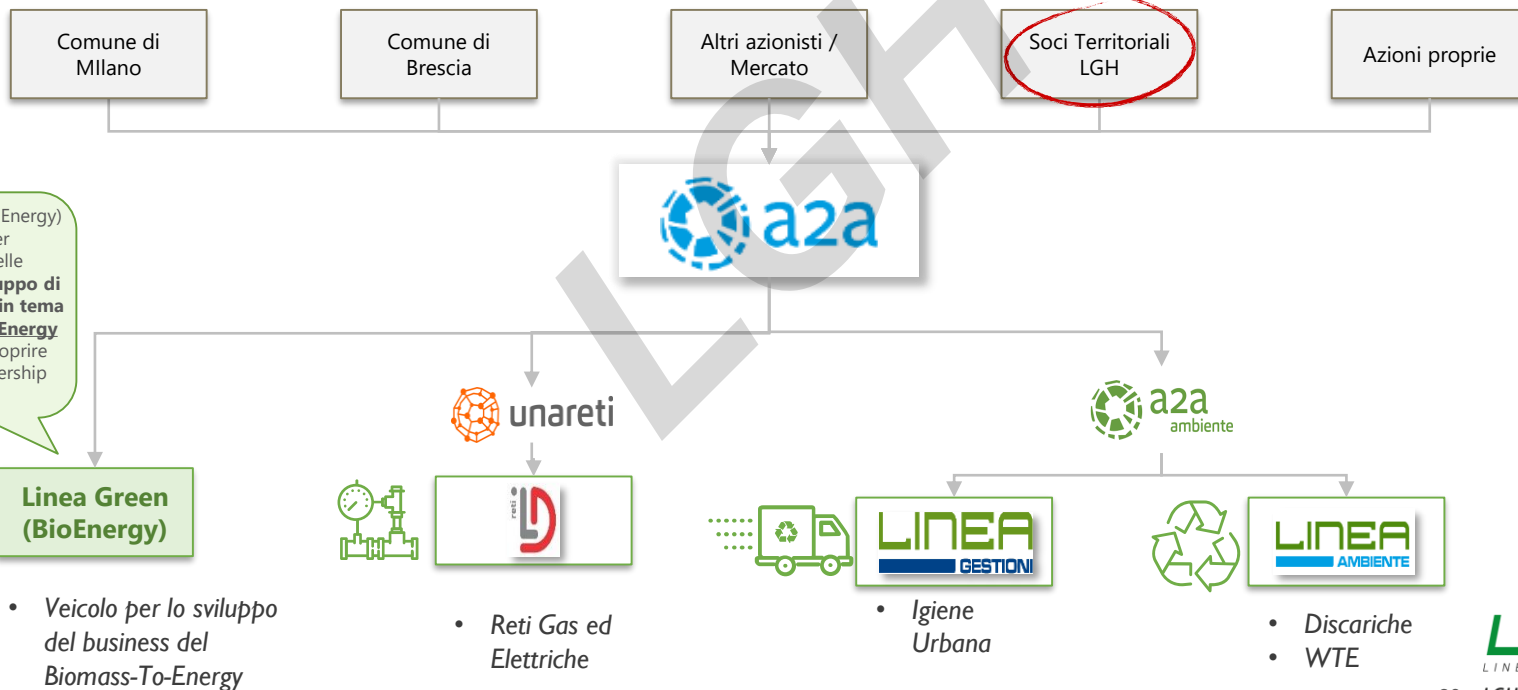 Comune di
MIlano
Comune di
Brescia
Altri azionisti /
Mercato
Soci Territoriali
LGH
Azioni proprie
LGH
a2a
Energy)
uppo di
in tema
Energy
oprire
ership
unareti
a2a
ambiente
Linea Green
(BioEnergy)
reti
LD
LINEA
GESTIONI
LINEA
AMBIENTE
• Veicolo per lo sviluppo
del business del
Biomass-To-Energy
• Reti Gas ed
Elettriche
• Igiene
Urbana
• Discariche
• WTE